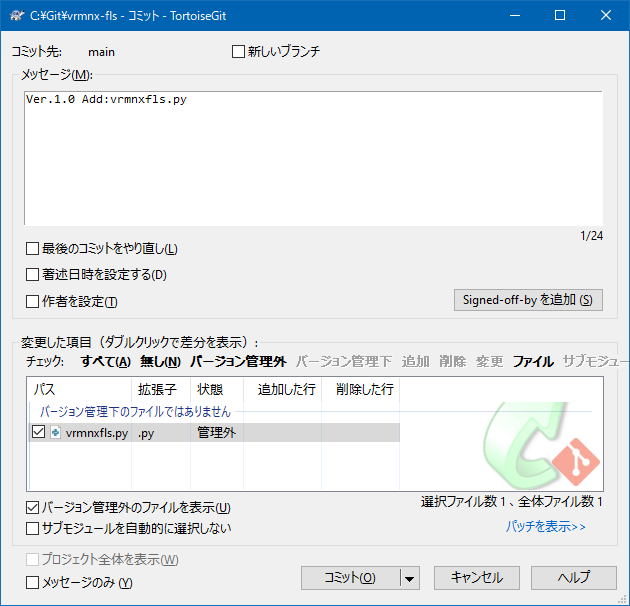 C:¥Git¥vrmnx-fls - コミット - TortoiseGit
コミット先: main 新しいブランチ
メッセージ(M):
Ver.1.0 Add:vrmnxfls.py
1/24
最後のコミットをやり直し(L)
著述日時を設定する(D)
作者を設定(T)
Signed-off-by を追加 (S)
変更した項目（ダブルクリックで差分を表示）:
チェック: すべて(A) 無し(N) バージョン管理外 バージョン管理下 追加 削除 変更 ファイル サブモジュー
パス 拡張子 状態 追加した行 削除した行
バージョン管理下のファイルではありません
vrmnxfls.py .py 管理外
バージョン管理外のファイルを表示(U)
選択ファイル数 1 、全体ファイル数 1
サブモジュールを自動的に選択しない
パッチを表示>>
プロジェクト全体を表示(W)
メッセージのみ (Y)
コミット(O) キャンセル ヘルプ